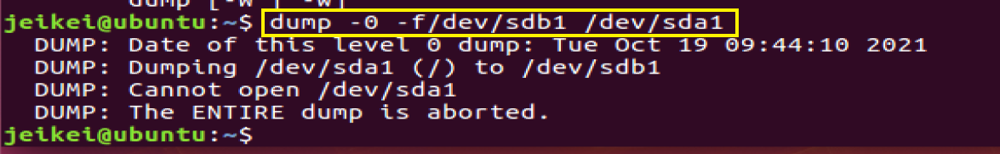 dump [-W | -w]
jeikei@ubuntu:~$ dump -0 -f/dev/sdb1 /dev/sda1
DUMP: Date of this level 0 dump: Tue Oct 19 09:44:10 2021
DUMP: Dumping /dev/sda1 (/) to /dev/sdb1
DUMP: Cannot open /dev/sda1
DUMP: The ENTIRE dump is aborted.
jeikei@ubuntu:~$